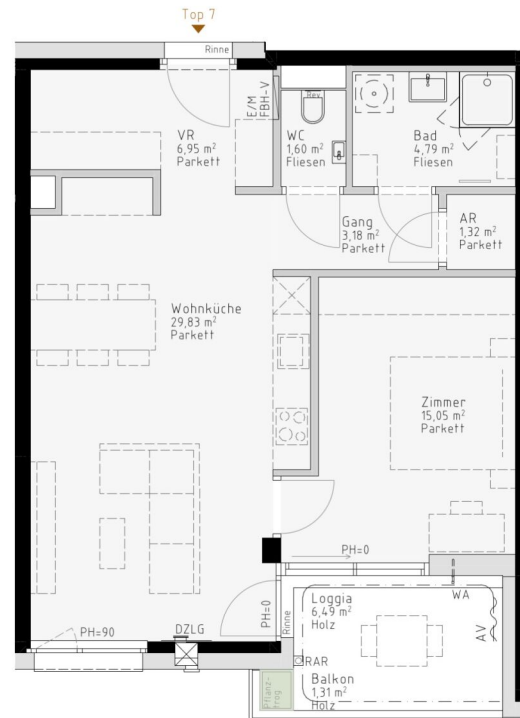 Top 7
Rinne
E/M
FBH-V
VR
6,95 m²
Parkett
WC
1,60 m²
Fliesen
Rev.
Bad
4,79 m²
Fliesen
Gang
3,18 m²
Parkett
AR
1,32 m²
Parkett
Wohnküche
29,83 m²
Parkett
Zimmer
15,05 m²
Parkett
PH=0
PH=0
PH=90
DZLG
Rinne
Loggia
6,49 m²
Holz
WA
AV
RAR
Balkon
1,31 m²
Holz
Pflanz-
trog